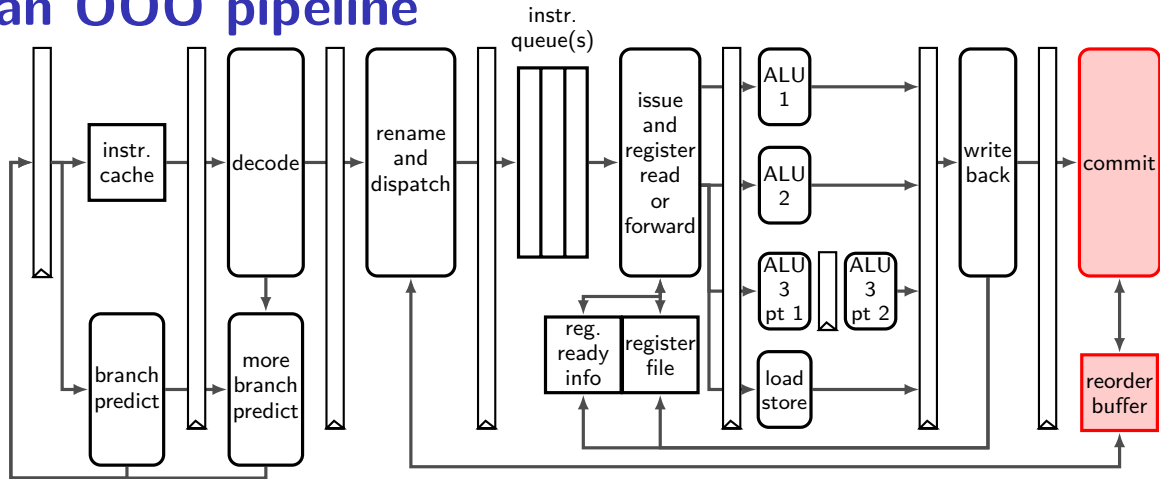 an OOO pipeline
instr.
cache
branch
predict
decode
more
branch
predict
rename
and
dispatch
instr.
queue(s)
issue
and
register
read
or
forward
reg.
ready
info
register
file
ALU
1
ALU
2
ALU
3
pt 1
ALU
3
pt 2
load
store
write
back
commit
reorder
buffer